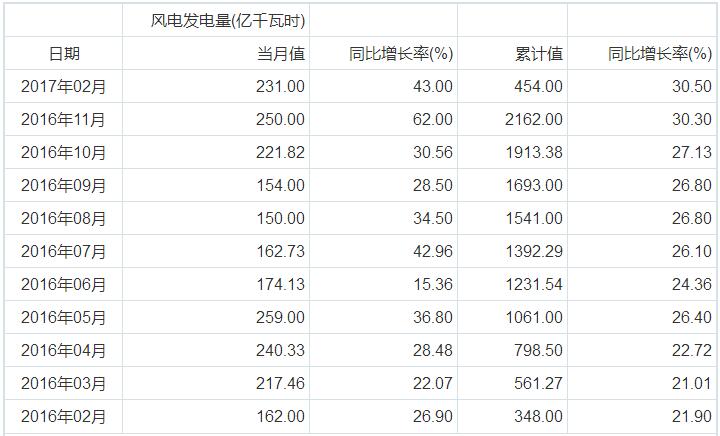 风电发电量(亿千瓦时)
日期 当月值 同比增长率(%) 累计值 同比增长率(%)
2017年02月 231.00 43.00 454.00 30.50
2016年11月 250.00 62.00 2162.00 30.30
2016年10月 221.82 30.56 1913.38 27.13
2016年09月 154.00 28.50 1693.00 26.80
2016年08月 150.00 34.50 1541.00 26.80
2016年07月 162.73 42.96 1392.29 26.10
2016年06月 174.13 15.36 1231.54 24.36
2016年05月 259.00 36.80 1061.00 26.40
2016年04月 240.33 28.48 798.50 22.72
2016年03月 217.46 22.07 561.27 21.01
2016年02月 162.00 26.90 348.00 21.90